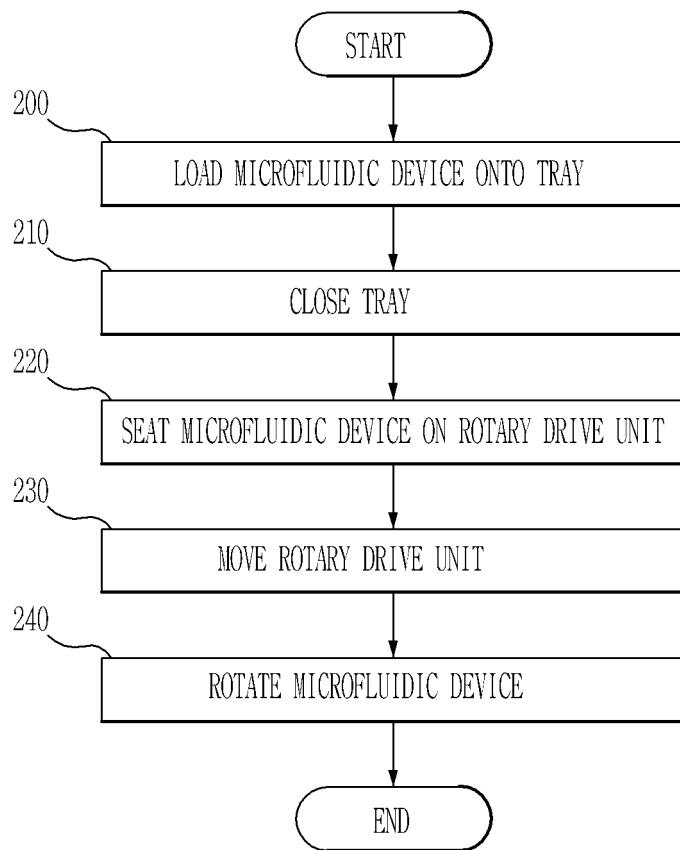 START
200
LOAD MICROFLUIDIC DEVICE ONTO TRAY
210
CLOSE TRAY
220
SEAT MICROFLUIDIC DEVICE ON ROTARY DRIVE UNIT
230
MOVE ROTARY DRIVE UNIT
240
ROTATE MICROFLUIDIC DEVICE
END